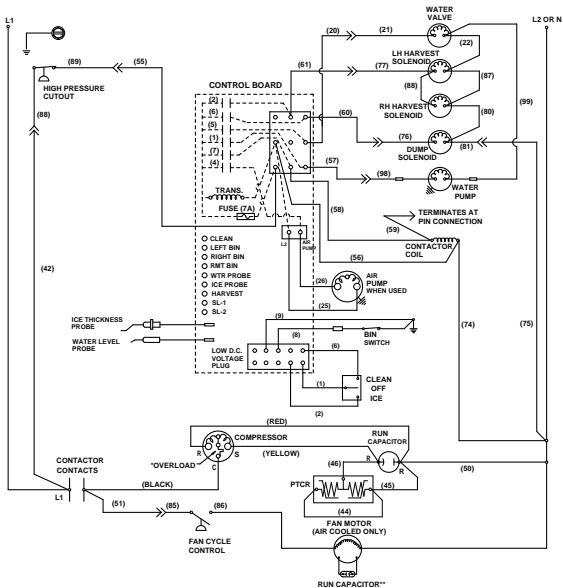 L1
WATER
VALVE
L2 OR N
(20)
(21)
(22)
(89)
(55)
(61)
(77)
LH HARVEST
SOLENOID
(99)
HIGH PRESSURE
CUTOUT
CONTROL BOARD
(88)
(87)
(88)
(2)
(6)
(5)
(1)
(7)
(4)
RH HARVEST
SOLENOID
(80)
(60)
(76)
DUMP
SOLENOID
(81)
(57)
(98)
WATER
PUMP
TRANS.
FUSE (7A)
(58)
TERMINATES AT
PIN CONNECTION
(59)
CONTACTOR
COIL
L2
AIR
PUMP
(56)
(42)
CLEAN
LEFT BIN
RIGHT BIN
RMT BIN
WTR PROBE
ICE PROBE
HARVEST
SL-1
SL-2
(26)
AIR
PUMP
WHEN USED
(25)
(74)
(75)
ICE THICKNESS
PROBE
WATER LEVEL
PROBE
(9)
(8)
BIN
SWITCH
LOW D.C.
VOLTAGE
PLUG
(6)
(1)
(2)
CLEAN
OFF
ICE
(RED)
COMPRESSOR
RUN
CAPACITOR
R
S
C
(YELLOW)
R
R
*OVERLOAD
CONTACTOR
CONTACTS
(BLACK)
L1
(46)
(50)
PTCR
(45)
(44)
(51)
(85)
(86)
FAN CYCLE
CONTROL
FAN MOTOR
(AIR COOLED ONLY)
RUN CAPACITOR**